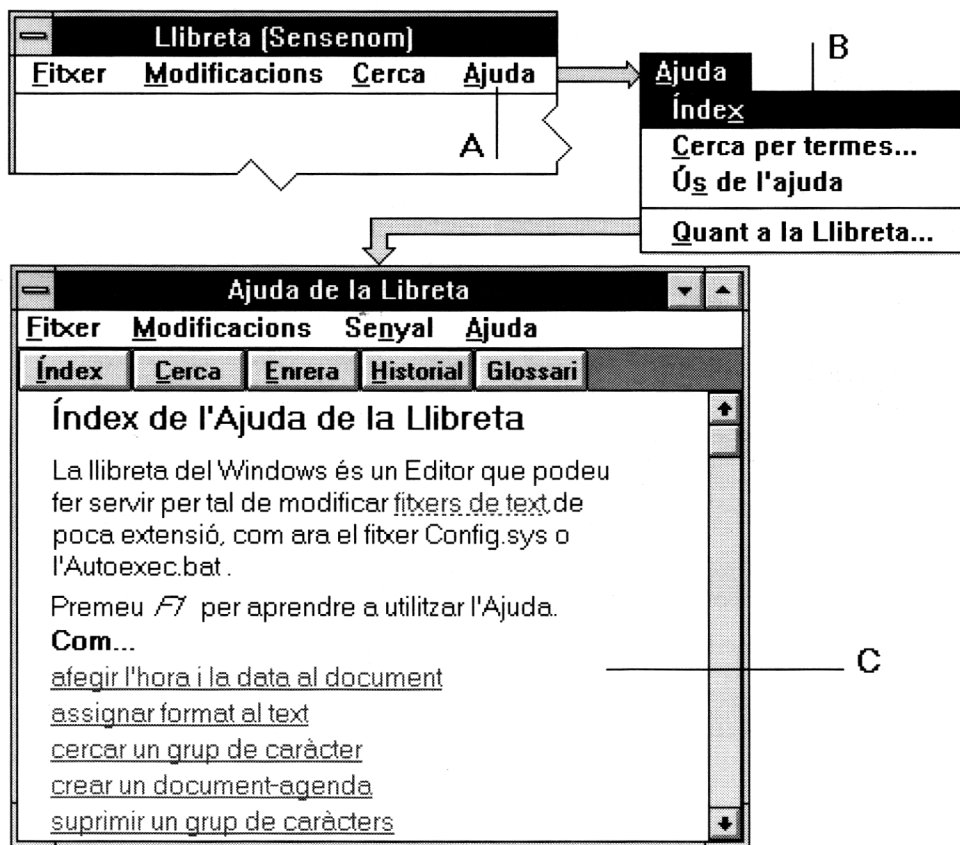 Llibreta (Sensenom)
Fitxer Modificacions Cerca Ajuda
A
B
Ajuda
Índex
Cerca per termes...
Ús de l'ajuda
Quant a la Llibreta...
Ajuda de la Libreta
Fitxer Modificacions Senyal Ajuda
Índex Cerca Enrera Historial Glossari
Índex de l'Ajuda de la Llibreta
La llibreta del Windows és un Editor que podeu
fer servir per tal de modificar fitxers de text de
poca extensió, com ara el fitxer Config.sys o
l'Autoexec.bat .
Premeu F1 per aprendre a utilitzar l'Ajuda.
Com...
afegir l'hora i la data al document
assignar format al text
cercar un grup de caràcter
crear un document-agenda
suprimir un grup de caràcters
C